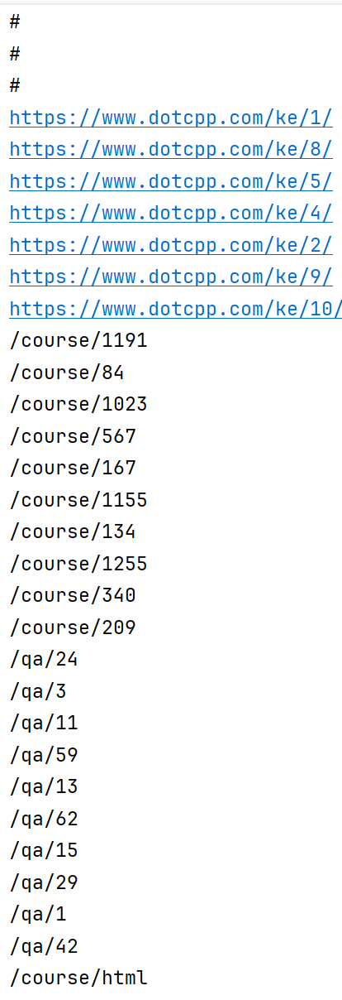 #
#
#
https://www.dotcpp.com/ke/1/
https://www.dotcpp.com/ke/8/
https://www.dotcpp.com/ke/5/
https://www.dotcpp.com/ke/4/
https://www.dotcpp.com/ke/2/
https://www.dotcpp.com/ke/9/
https://www.dotcpp.com/ke/10/
/course/1191
/course/84
/course/1023
/course/567
/course/167
/course/1155
/course/134
/course/1255
/course/340
/course/209
/qa/24
/qa/3
/qa/11
/qa/59
/qa/13
/qa/62
/qa/15
/qa/29
/qa/1
/qa/42
/course/html